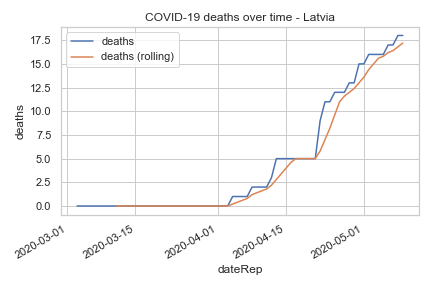 COVID-19 deaths over time - Latvia
deaths
deaths (rolling)
deaths
17.5
15.0
12.5
10.0
7.5
5.0
2.5
0.0
2020-03-01
2020-03-15
2020-04-01
2020-04-15
2020-05-01
dateRep